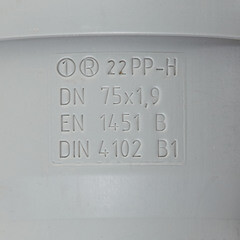 ① ® 22PP-H
DN 75x1,9
EN 1451 B
DIN 4102 B1